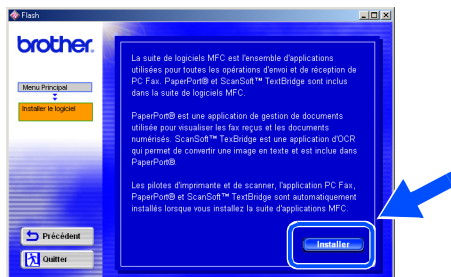 Flash
brother.
Menu Principal
Installer le logiciel
La suite de logiciels MFC est l'ensemble d'applications
utilisées pour toutes les opérations d'envoi et de réception de
PC Fax. PaperPort® et ScanSoft™ TextBridge sont inclus
dans la suite de logiciels MFC.
PaperPort® est une application de gestion de documents
utilisée pour visualiser les fax reçus et les documents
numérisés. ScanSoft™ TexBridge est une application d'OCR
qui permet de convertir une image en texte et est incluse dans
PaperPort®.
Les pilotes d'imprimante et de scanner, l'application PC Fax,
PaperPort® et ScanSoft™ TextBridge sont automatiquement
installés lorsque vous installez la suite d'applications MFC.
Précédent
Quitter
Installer